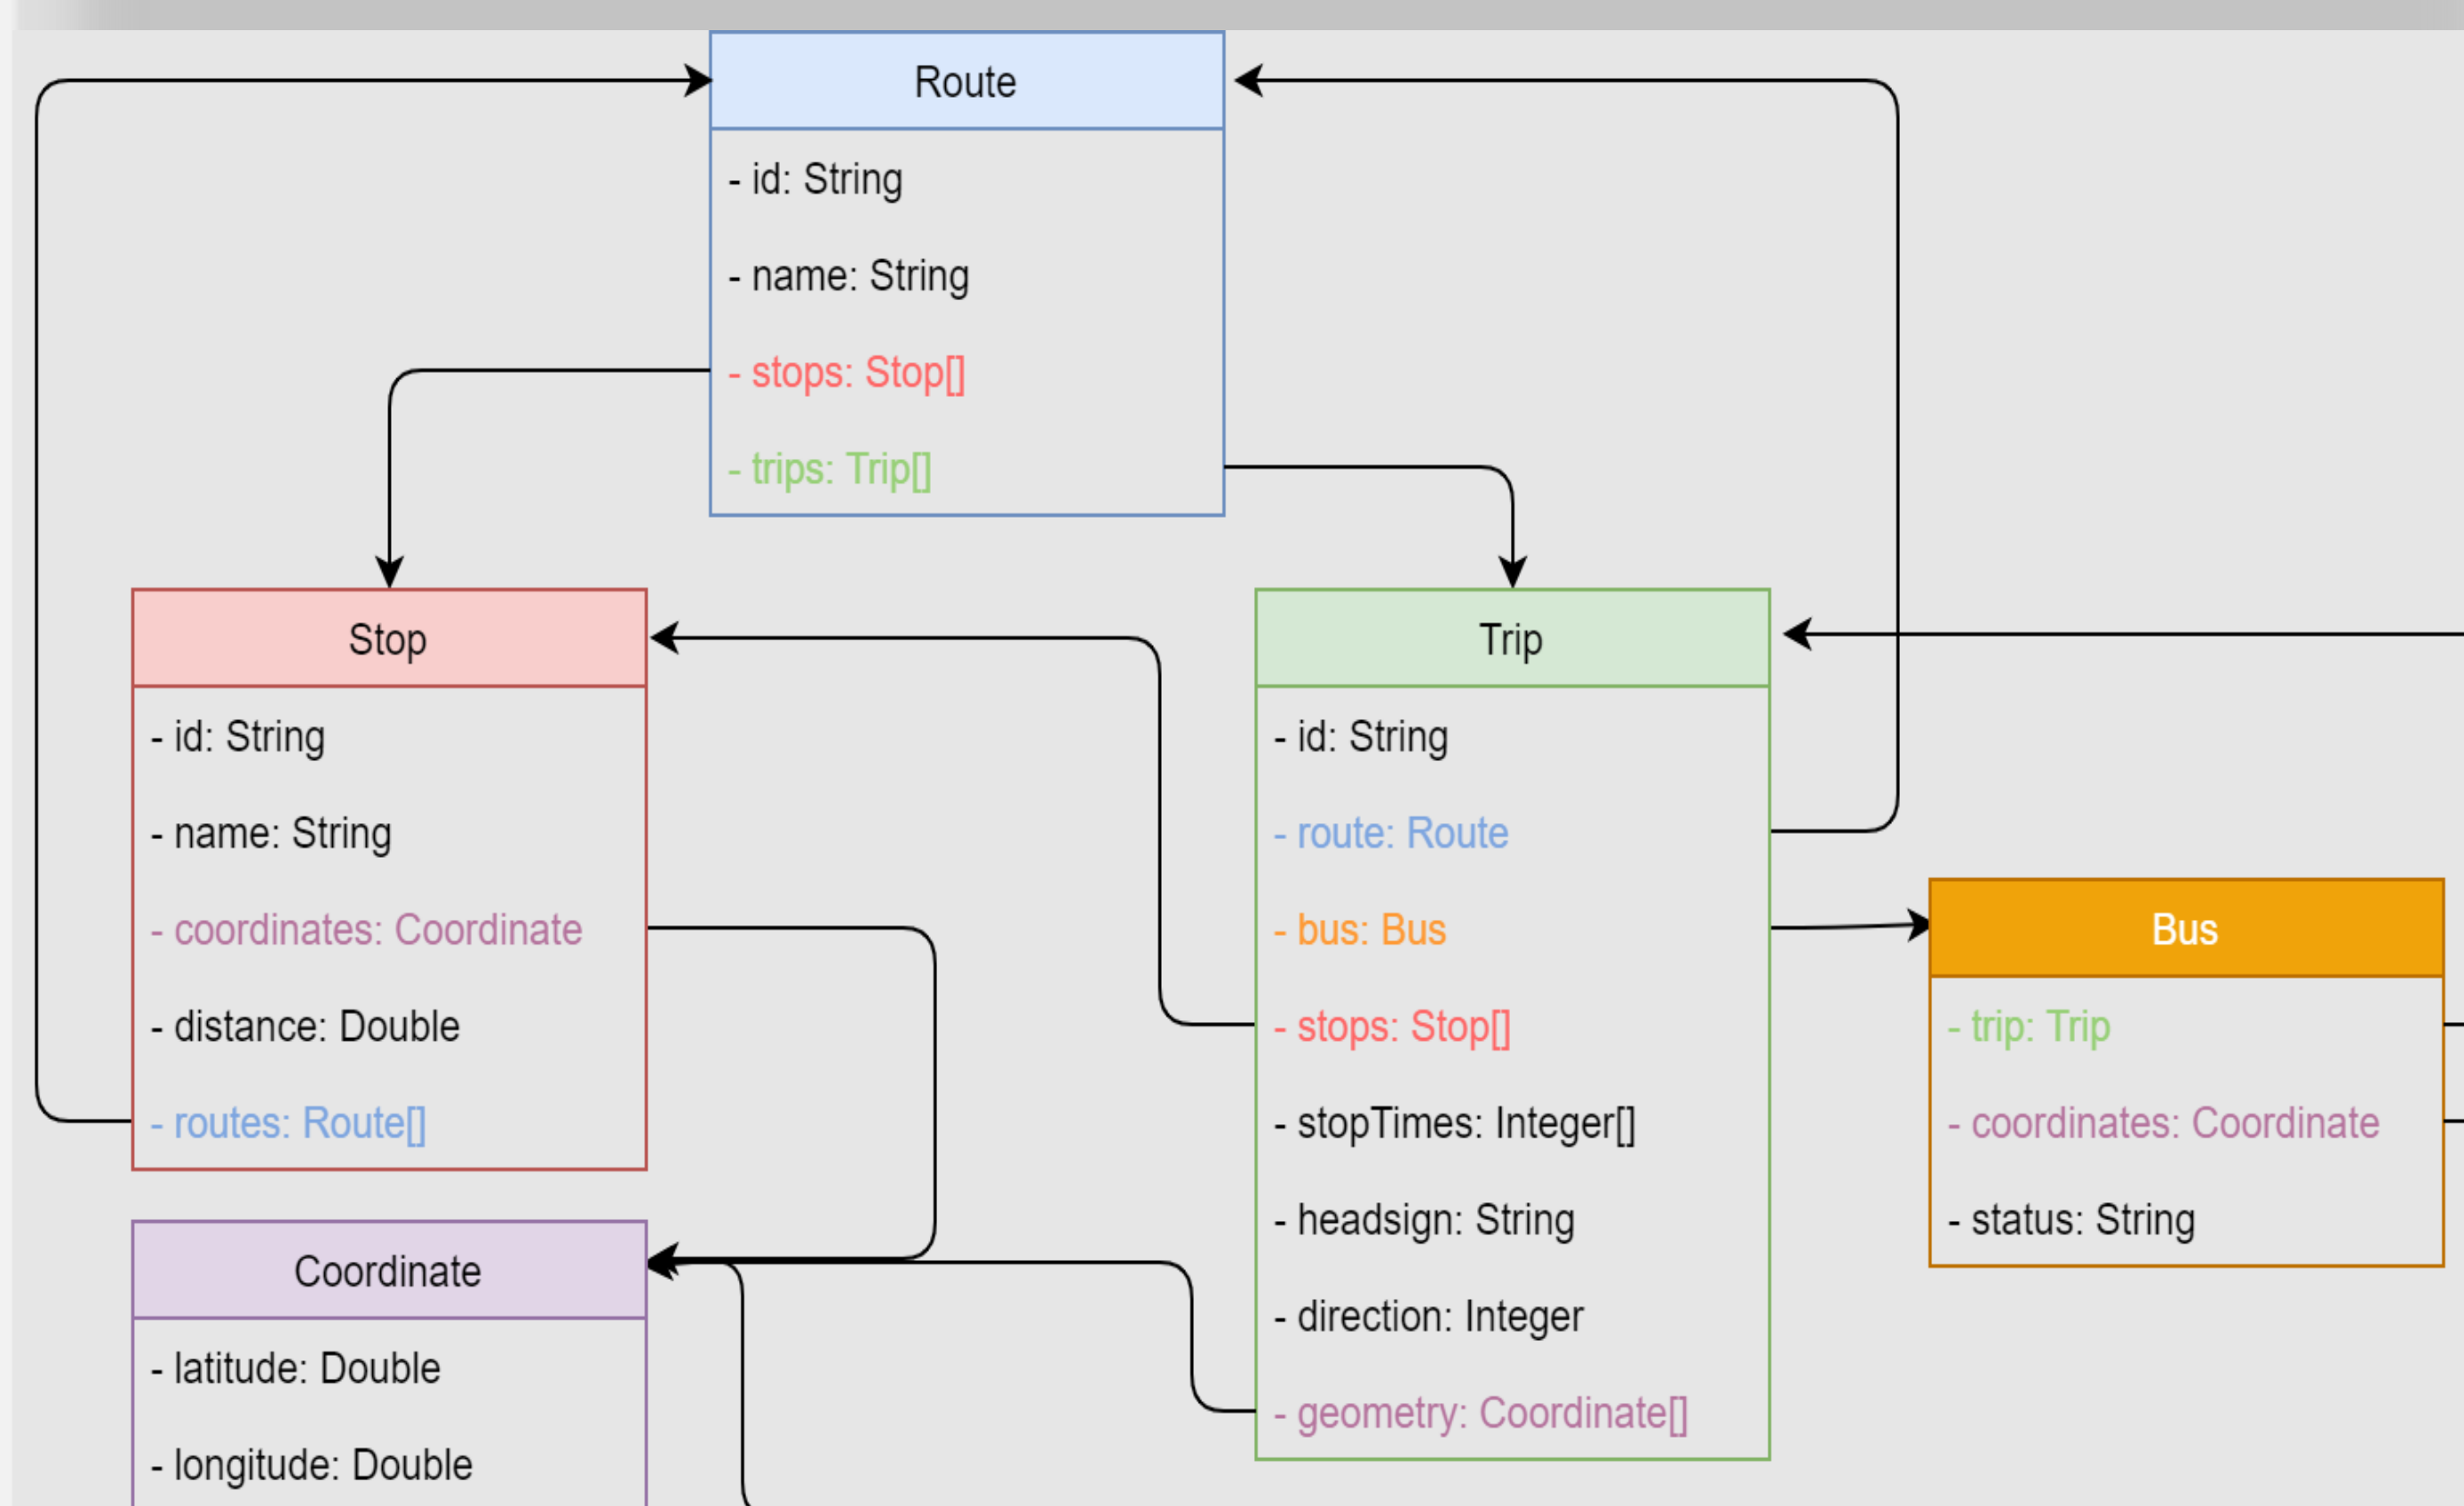 Route
- id: String
- name: String
- stops: Stop[]
- trips: Trip[]
Stop
- id: String
- name: String
- coordinates: Coordinate
- distance: Double
- routes: Route[]
Trip
- id: String
- route: Route
- bus: Bus
- stops: Stop[]
- stopTimes: Integer[]
- headsign: String
- direction: Integer
- geometry: Coordinate[]
Bus
- trip: Trip
- coordinates: Coordinate
- status: String
Coordinate
- latitude: Double
- longitude: Double